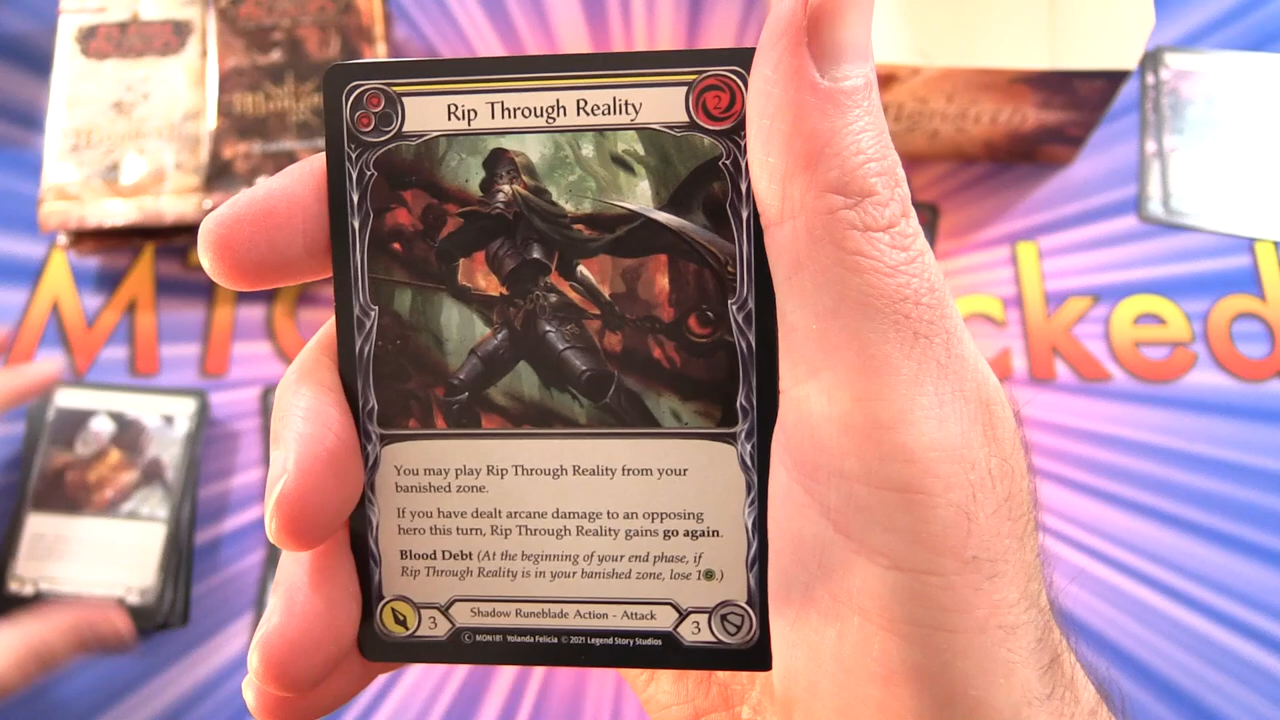 Rip Through Reality
2
You may play Rip Through Reality from your
banished zone.
If you have dealt arcane damage to an opposing
hero this turn, Rip Through Reality gains go again.
Blood Debt (At the beginning of your end phase, if
Rip Through Reality is in your banished zone, lose 1.)
3 Shadow Runeblade Action - Attack 3
C MON181 Yolanda Felicia © 2021 Legend Story Studios
cked